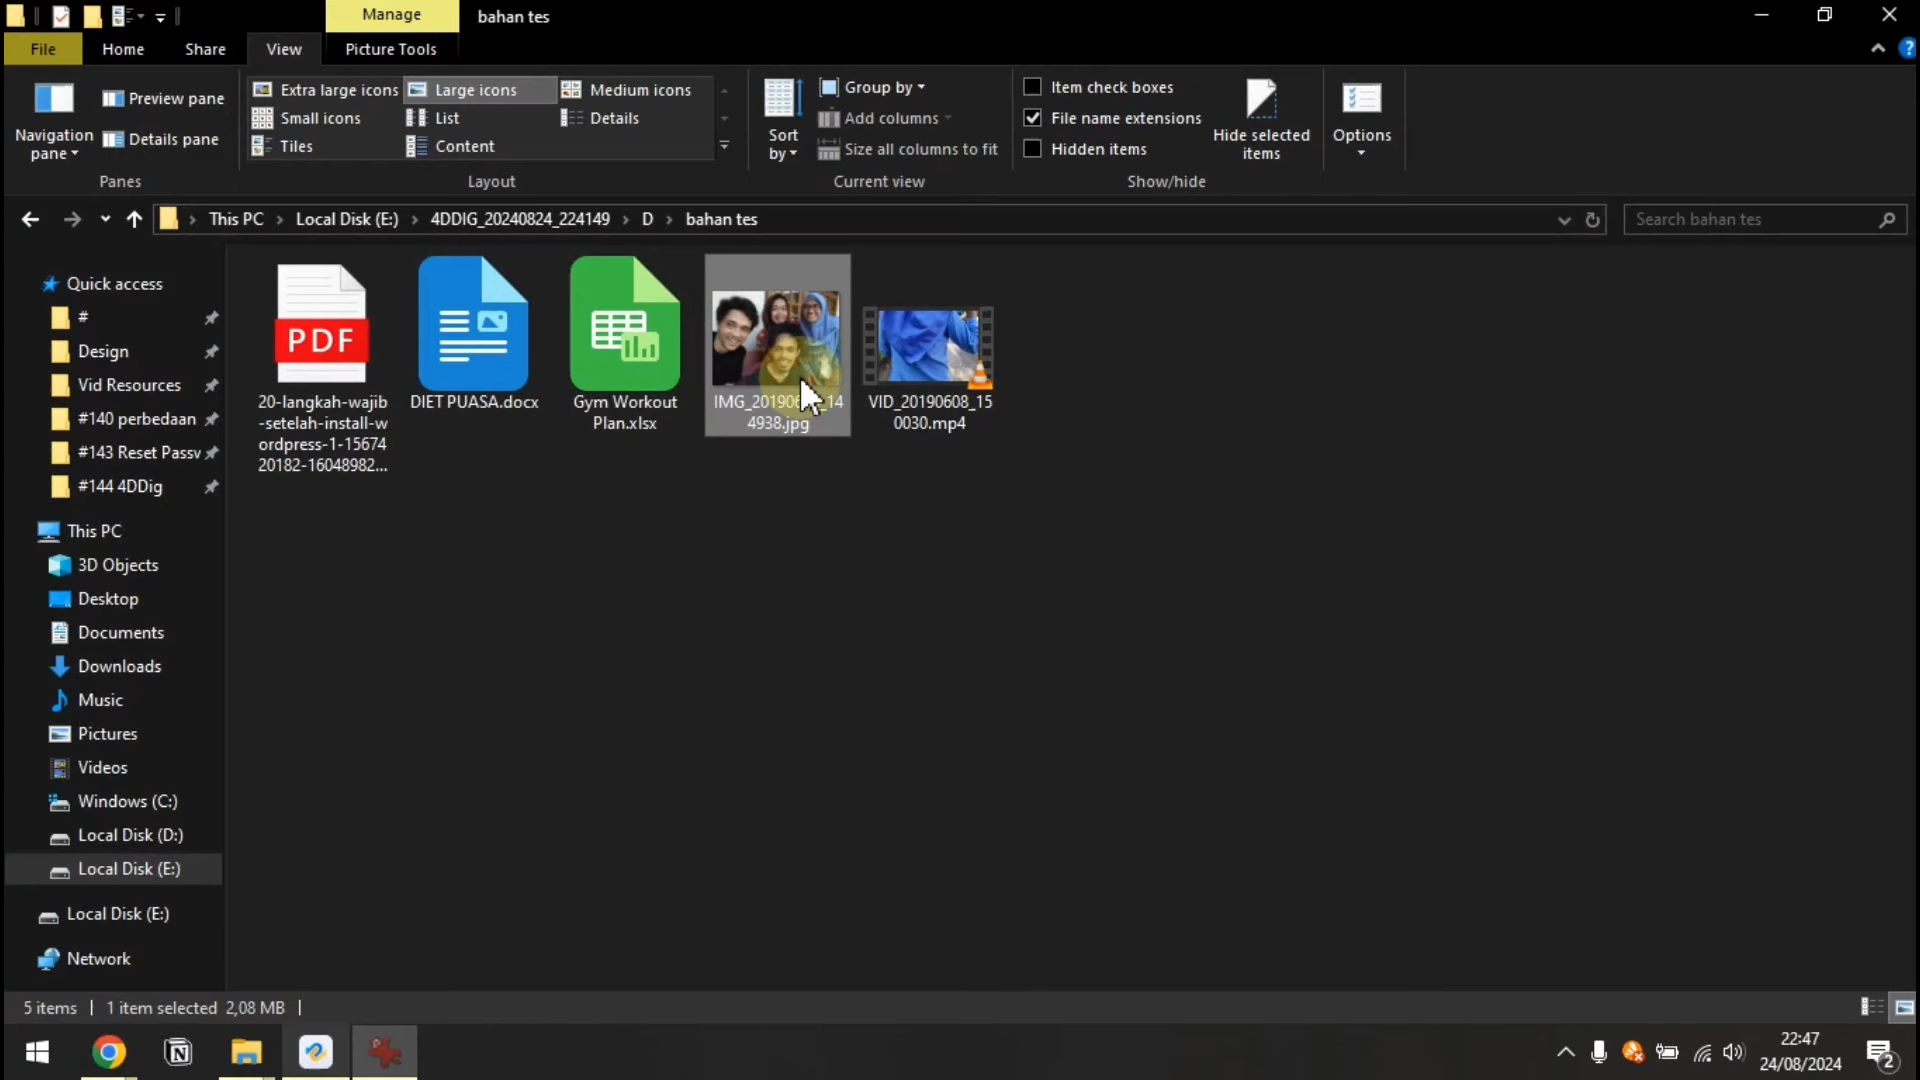 Manage
bahan tes
File
Home
Share
View
Picture Tools
Navigation
pane
Preview pane
Details pane
Panes
Extra large icons
Large icons
Medium icons
Small icons
List
Details
Tiles
Content
Layout
Sort
by
Group by
Add columns
Size all columns to fit
Current view
Item check boxes
File name extensions
Hidden items
Hide selected
items
Show/hide
Options
This PC > Local Disk (E:) > 4DDIG_20240824_224149 > D > bahan tes
Search bahan tes
Quick access
#
Design
Vid Resources
#140 perbedaan
#143 Reset Passv
#144 4DDig
This PC
3D Objects
Desktop
Documents
Downloads
Music
Pictures
Videos
Windows (C:)
Local Disk (D:)
Local Disk (E:)
Local Disk (E:)
Network
PDF
20-langkah-wajib
-setelah-install-w
ordpress-1-15674
20182-16048982...
DIET PUASA.docx
Gym Workout
Plan.xlsx
4938.jpg
VID_20190608_15
0030.mp4
5 items
1 item selected 2,08 MB
22:47
24/08/2024
2